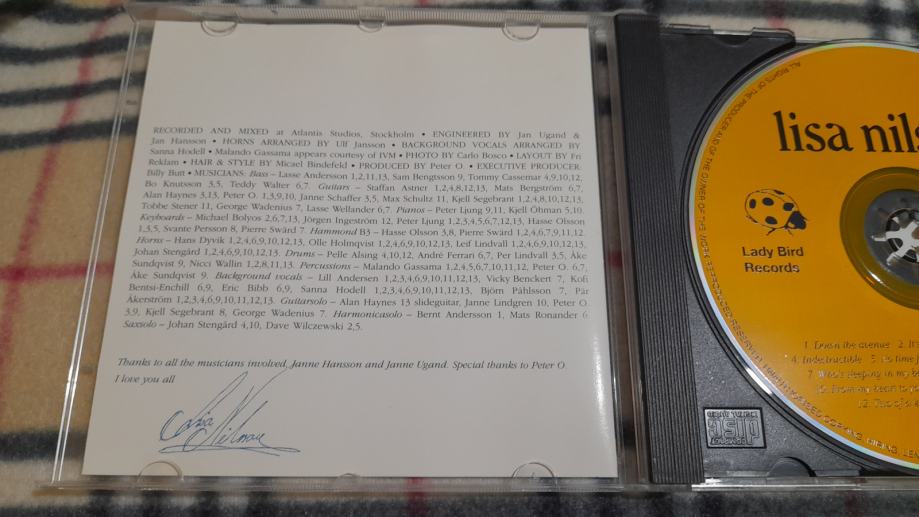 RECORDED AND MIXED at Atlantis Studios, Stockholm • ENGINEERED BY Jan Ugand &
Jan Hansson • HORNS ARRANGED BY Ulf Jansson • BACKGROUND VOCALS ARRANGED BY
Sanna Hodell • Malando Gassama appears courtesy of IVM • PHOTO BY Carlo Bosco • LAYOUT BY Fri
Reklam • HAIR & STYLE BY Micael Bindefeld • PRODUCED BY Peter O. • EXECUTIVE PRODUCER:
Billy Butt • MUSICIANS: Bass – Lasse Andersson 1,2,11,13, Sam Bengtsson 9, Tommy Cassemar 4,9,10,12,
Bo Knutsson 3,5, Teddy Walter 6,7. Guitars – Staffan Astner 1,2,4,8,12,13, Mats Bergström 6,7,
Alan Haynes 3,13, Peter O. 1,3,9,10, Janne Schaffer 3,5, Max Schultz 11, Kjell Segebrant 1,2,4,8,10,12,13,
Tobbe Stener 11, George Wadenius 7, Lasse Wellander 6,7. Pianos – Peter Ljung 9,11, Kjell Öhman 5,10.
Keyboards – Michael Bolyos 2,6,7,13, Jörgen Ingeström 12, Peter Ljung 1,2,3,4,5,6,7,12,13, Hasse Olsson
1,3,5, Svante Persson 8, Pierre Swärd 7. Hammond B3 – Hasse Olsson 3,8, Pierre Swärd 1,2,4,6,7,9,11,12.
Horns – Hans Dyvik 1,2,4,6,9,10,12,13, Olle Holmqvist 1,2,4,6,9,10,12,13, Leif Lindvall 1,2,4,6,9,10,12,13,
Johan Stengård 1,2,4,6,9,10,12,13. Drums – Pelle Alsing 4,10,12, André Ferrari 6,7, Per Lindvall 3,5, Åke
Sundqvist 9, Nicci Wallin 1,2,8,11,13. Percussions – Malando Gassama 1,2,4,5,6,7,10,11,12, Peter O. 6,7,
Åke Sundqvist 9. Background vocals – Lill Andersen 1,2,3,4,6,9,10,11,12,13, Vicky Benckert 7, Kofi
Bentsi-Enchill 6,9, Eric Bibb 6,9, Sanna Hodell 1,2,3,4,6,9,10,11,12,13, Björn Påhlsson 7, Pär
Åkerström 1,2,3,4,6,9,10,11,12,13. Guitarsolo – Alan Haynes 13 slideguitar, Janne Lindgren 10, Peter O.
3,9, Kjell Segebrant 8, George Wadenius 7. Harmonicasolo – Bernt Andersson 1, Mats Ronander 6
Saxsolo – Johan Stengård 4,10, Dave Wilczewski 2,5.
Thanks to all the musicians involved, Janne Hansson and Janne Ugand. Special thanks to Peter O.
I love you all
Lisa Nilsson
lisa nils
Lady Bird
Records
ALL RIGHTS OF THE PRODUCER AND OF THE OWNER OF THE WORK REPRODUCED RESERVED
COMPACT
disc